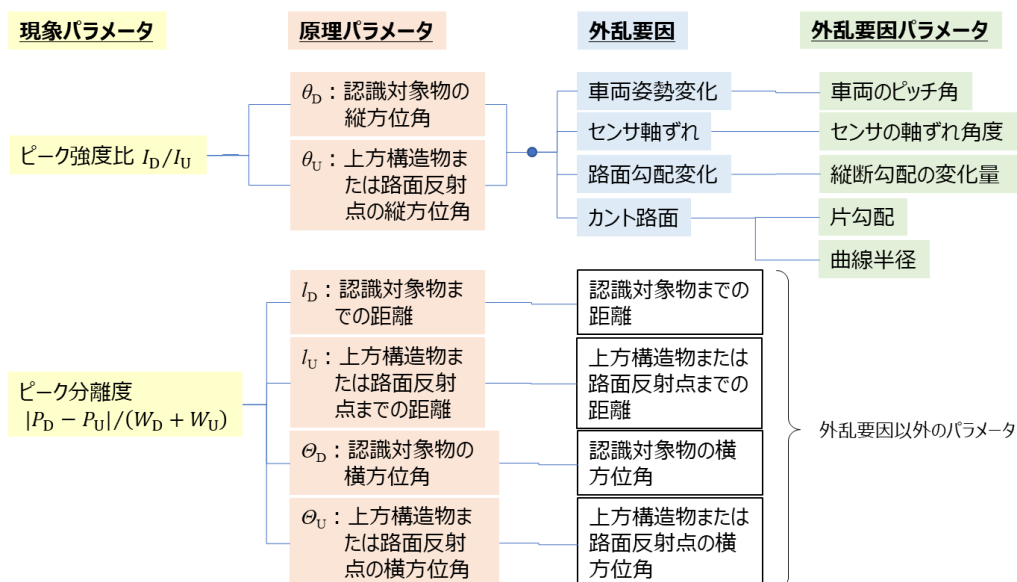 現象パラメータ
原理パラメータ
外乱要因
外乱要因パラメータ
ピーク強度比 I_D/I_U
θ_D：認識対象物の
縦方位角
θ_U：上方構造物ま
たは路面反射
点の縦方位角
車両姿勢変化
車両のピッチ角
センサ軸ずれ
センサの軸ずれ角度
路面勾配変化
縦断勾配の変化量
カント路面
片勾配
曲線半径
ピーク分離度
|P_D − P_U|/(W_D + W_U)
l_D：認識対象物ま
での距離
l_U：上方構造物ま
たは路面反射
点までの距離
Θ_D：認識対象物の
横方位角
Θ_U：上方構造物ま
たは路面反射
点の横方位角
認識対象物までの
距離
上方構造物または
路面反射点までの
距離
認識対象物の横
方位角
上方構造物または
路面反射点の横
方位角
外乱要因以外のパラメータ